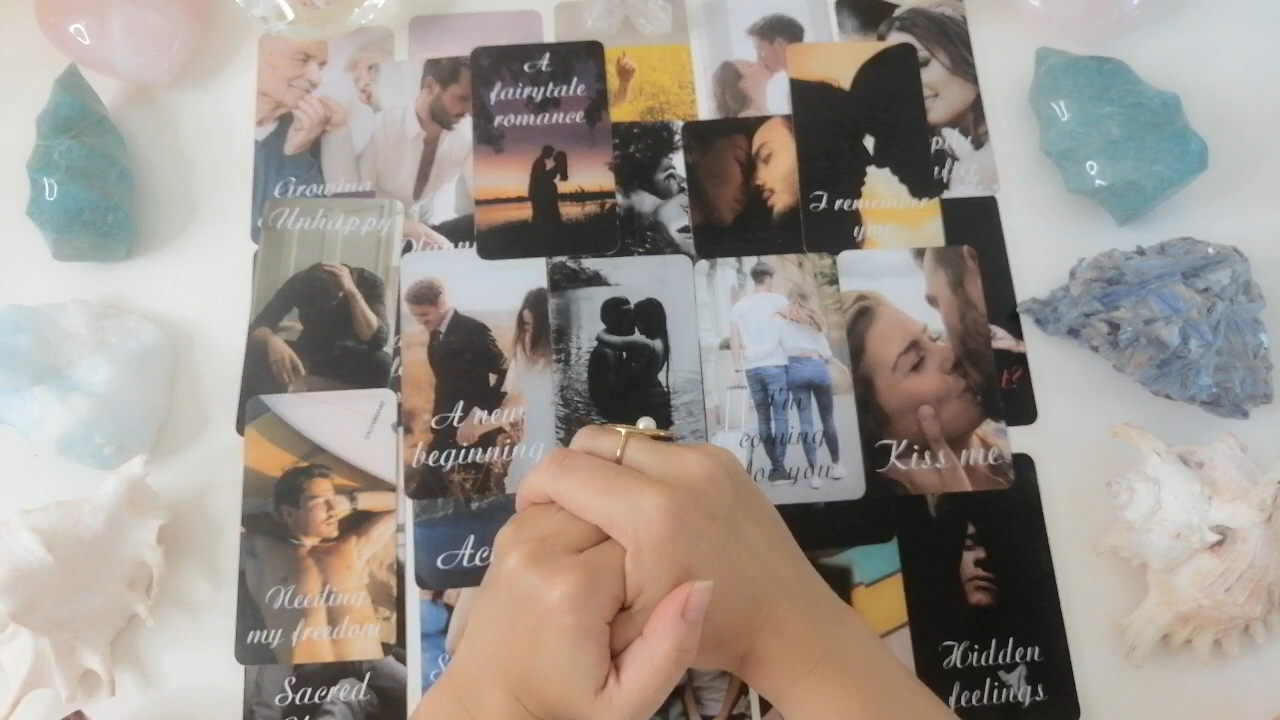 A
fairytale
romance
Growing
Unhappy
I remember
you
A new
beginning
I'm
coming
for you
Kiss me
Needing
my freedom
Hidden
feelings
Sacred